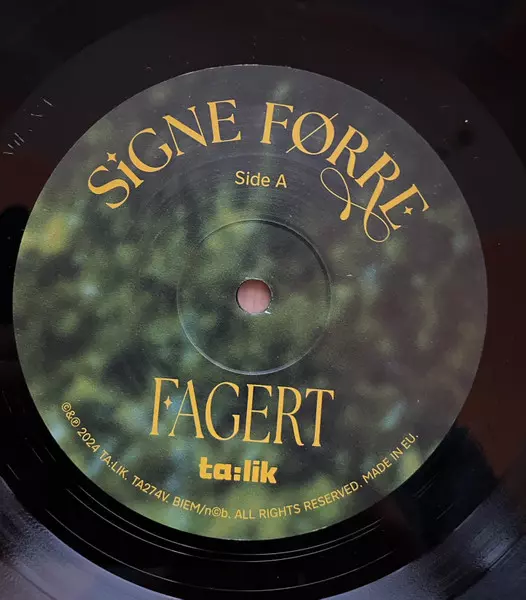 SiGNE FØRRE
Side A
FAGERT
ta:lik
©&℗ 2024 TA:LIK. TA274V. BIEM/n©b. ALL RIGHTS RESERVED. MADE IN EU.